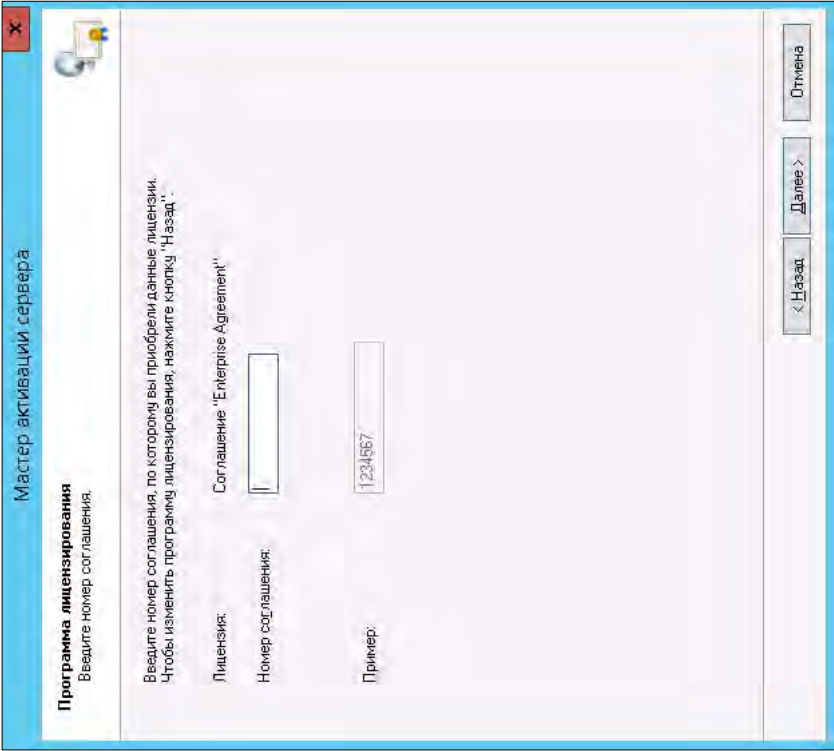 Мастер активации сервера
x
Программа лицензирования
Введите номер соглашения.
Введите номер соглашения, по которому вы приобрели данные лицензии.
Чтобы изменить программу лицензирования, нажмите кнопку "Назад".
Лицензия: Соглашение "Enterprise Agreement"
Номер соглашения:
Пример: 1234567
< Назад Далее > Отмена